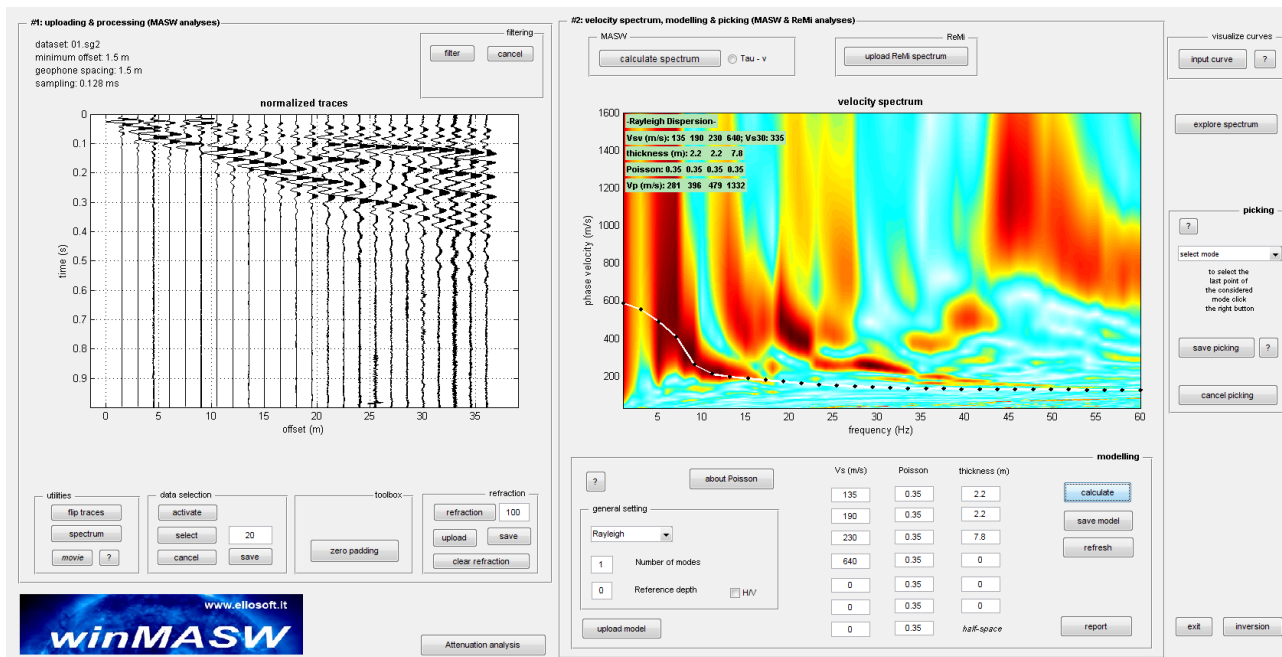 #1: uploading & processing (MASW analyses)
dataset: 01.sg2
minimum offset: 1.5 m
geophone spacing: 1.5 m
sampling: 0.128 ms
filtering
filter cancel
normalized traces
0
0.1
0.2
0.3
0.4
0.5
0.6
0.7
0.8
0.9
time (s)
0 5 10 15 20 25 30 35
offset (m)
utilities
flip traces
spectrum
movie ?
data selection
activate
select 20
cancel save
toolbox
zero padding
refraction
refraction 100
upload save
clear refraction
www.eliosoft.it
winMASW
Attenuation analysis
#2: velocity spectrum, modelling & picking (MASW & ReMi analyses)
MASW
calculate spectrum Tau - v
ReMi
upload ReMi spectrum
velocity spectrum
-Rayleigh Dispersion-
Vsv (m/s): 135 190 230 640; Vs30: 335
thickness (m): 2.2 2.2 7.8
Poisson: 0.35 0.35 0.35 0.35
Vp (m/s): 281 396 479 1332
1600
1400
1200
1000
800
600
400
200
phase velocity (m/s)
5 10 15 20 25 30 35 40 45 50 55 60
frequency (Hz)
modelling
? about Poisson
general setting
Rayleigh
1 Number of modes
0 Reference depth H/V
upload model
Vs (m/s) Poisson thickness (m)
135 0.35 2.2
190 0.35 2.2
230 0.35 7.8
640 0.35 0
0 0.35 0
0 0.35 0
0 0.35 half-space
calculate
save model
refresh
report
visualize curves
input curve ?
explore spectrum
picking
?
select mode
to select the
last point of
the considered
mode click
the right button
save picking ?
cancel picking
exit inversion